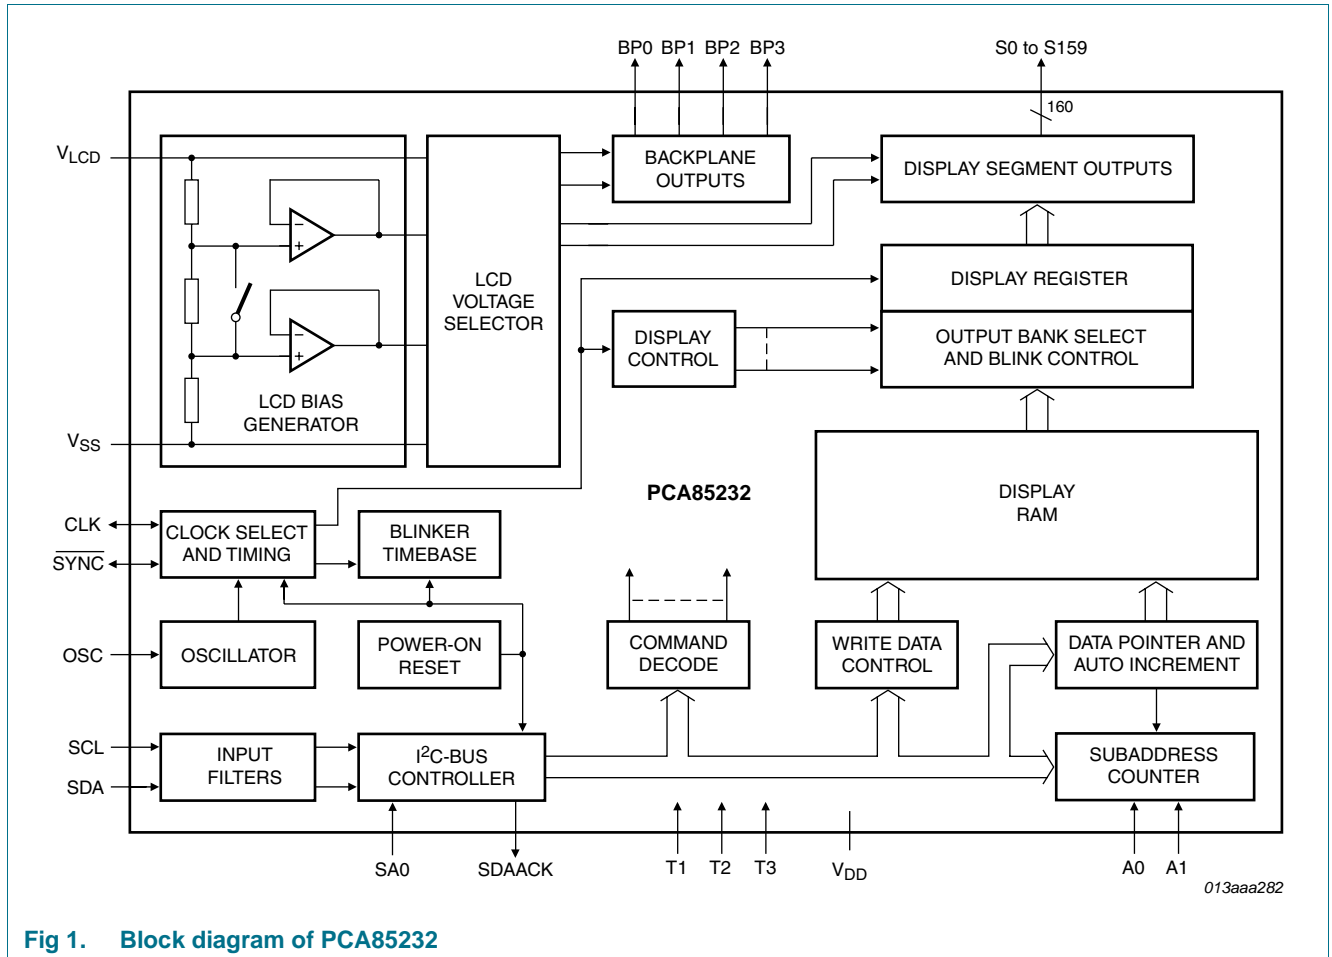 BP0 BP1 BP2 BP3
S0 to S159
160
VLCD
BACKPLANE
OUTPUTS
DISPLAY SEGMENT OUTPUTS
−
+
LCD
VOLTAGE
SELECTOR
DISPLAY REGISTER
−
+
DISPLAY
CONTROL
OUTPUT BANK SELECT
AND BLINK CONTROL
LCD BIAS
GENERATOR
VSS
PCA85232
DISPLAY
RAM
CLK
SYNC
CLOCK SELECT
AND TIMING
BLINKER
TIMEBASE
OSC
OSCILLATOR
POWER-ON
RESET
COMMAND
DECODE
WRITE DATA
CONTROL
DATA POINTER AND
AUTO INCREMENT
SCL
SDA
INPUT
FILTERS
I2C-BUS
CONTROLLER
SUBADDRESS
COUNTER
SA0
SDAACK
T1
T2
T3
VDD
A0
A1
013aaa282
Fig 1. Block diagram of PCA85232